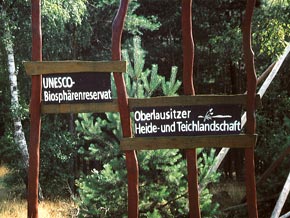 UNESCO-
Biosphärenreservat
Oberlausitzer
Heide- und Teichlandschaft